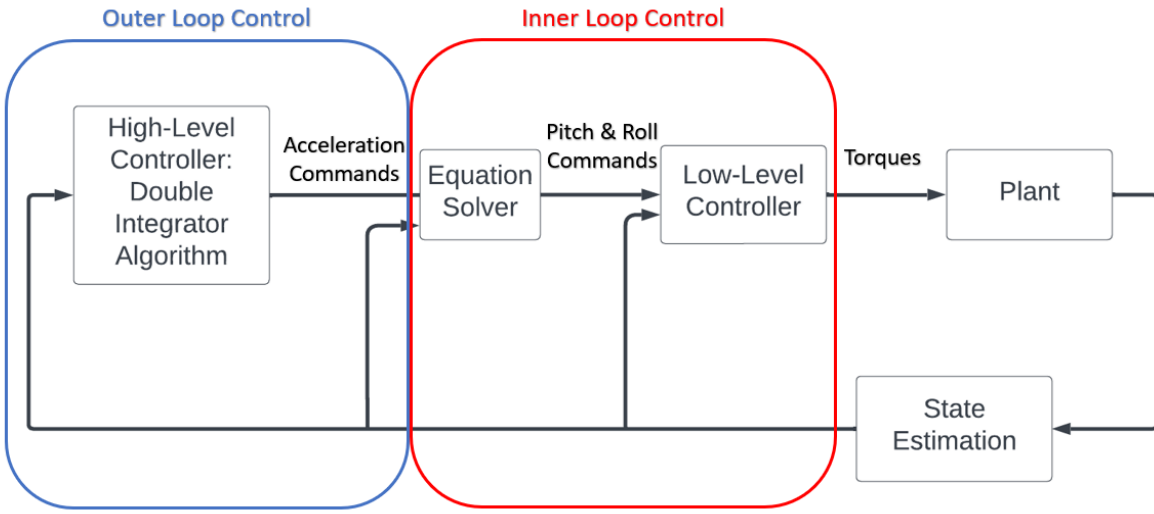 Outer Loop Control
Inner Loop Control
High-Level
Controller:
Double
Integrator
Algorithm
Acceleration
Commands
Equation
Solver
Pitch & Roll
Commands
Low-Level
Controller
Torques
Plant
State
Estimation